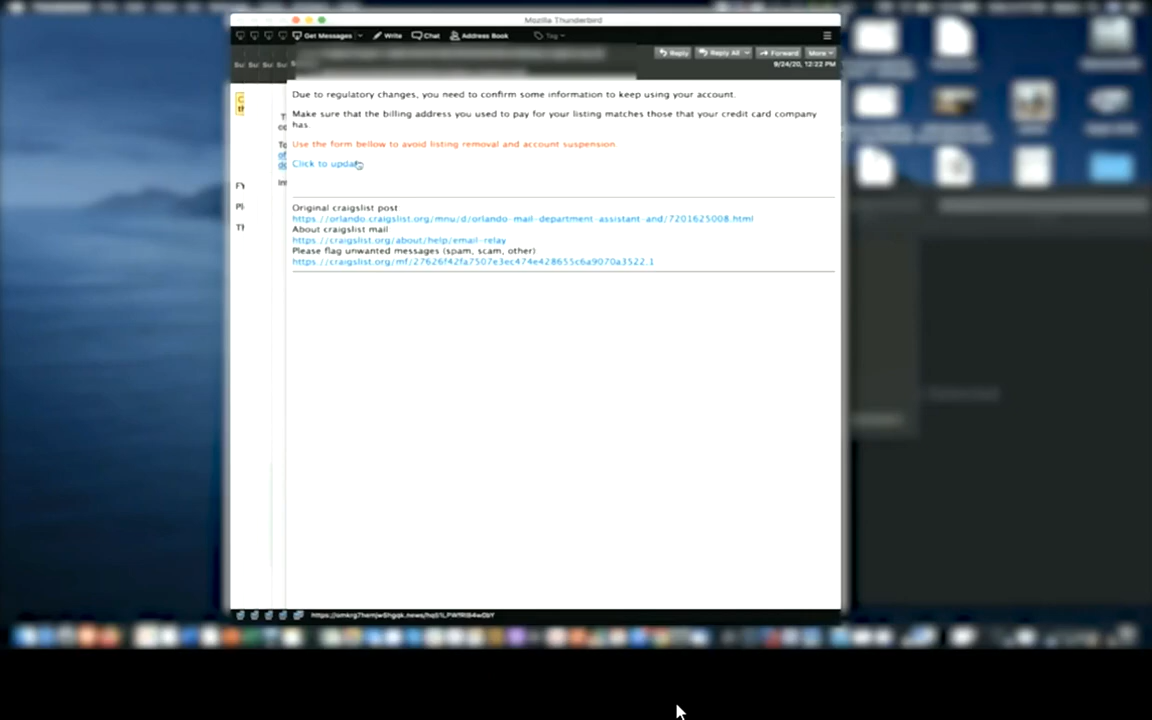 Mozilla Thunderbird
Get Messages Write Chat Address Book Tag
Reply Reply All Forward More
9/24/20, 12:22 PM
Due to regulatory changes, you need to confirm some information to keep using your account.
Make sure that the billing address you used to pay for your listing matches those that your credit card company
has.
Use the form bellow to avoid listing removal and account suspension
Click to update
Original craigslist post
https://orlando.craigslist.org/mnu/d/orlando-mail-department-assistant-and/7201625008.html
About craigslist mail
https://craigslist.org/about/help/email-relay
Please flag unwanted messages (spam, scam, other)
https://craigslist.org/mf/27626f42fa7507e3ec474e428655c6a9070a3522.1